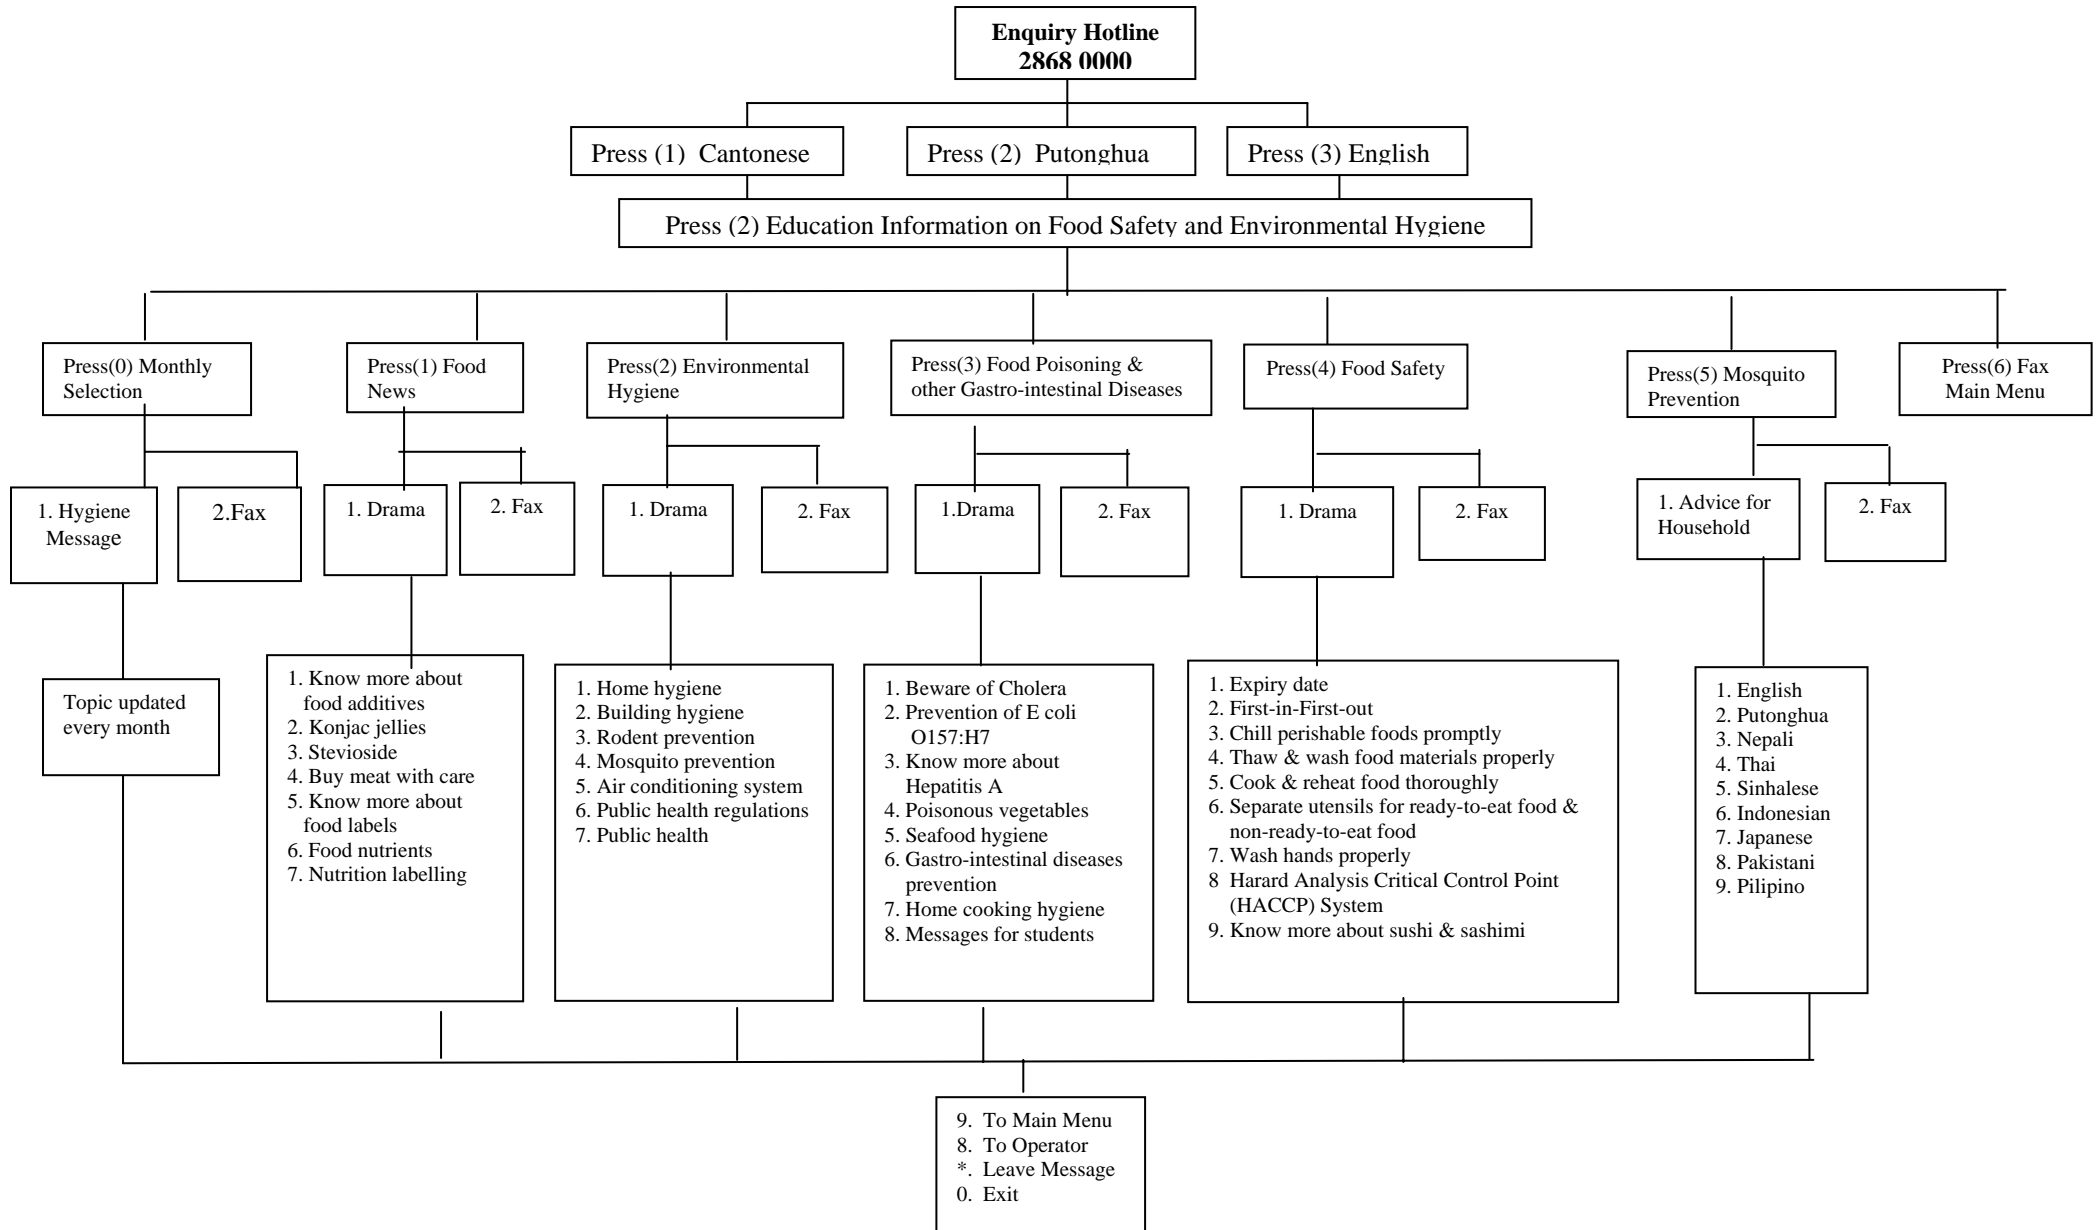 Enquiry Hotline
2868 0000
Press (1) Cantonese
Press (2) Putonghua
Press (3) English
Press (2) Education Information on Food Safety and Environmental Hygiene
Press(0) Monthly
Selection
Press(1) Food
News
Press(2) Environmental
Hygiene
Press(3) Food Poisoning &
other Gastro-intestinal Diseases
Press(4) Food Safety
Press(5) Mosquito
Prevention
Press(6) Fax
Main Menu
1. Hygiene
Message
2.Fax
1. Drama
2. Fax
1. Drama
2. Fax
1.Drama
2. Fax
1. Drama
2. Fax
1. Advice for
Household
2. Fax
Topic updated
every month
1. Know more about
food additives
2. Konjac jellies
3. Stevioside
4. Buy meat with care
5. Know more about
food labels
6. Food nutrients
7. Nutrition labelling
1. Home hygiene
2. Building hygiene
3. Rodent prevention
4. Mosquito prevention
5. Air conditioning system
6. Public health regulations
7. Public health
1. Beware of Cholera
2. Prevention of E coli
O157:H7
3. Know more about
Hepatitis A
4. Poisonous vegetables
5. Seafood hygiene
6. Gastro-intestinal diseases
prevention
7. Home cooking hygiene
8. Messages for students
1. Expiry date
2. First-in-First-out
3. Chill perishable foods promptly
4. Thaw & wash food materials properly
5. Cook & reheat food thoroughly
6. Separate utensils for ready-to-eat food &
non-ready-to-eat food
7. Wash hands properly
8 Harard Analysis Critical Control Point
(HACCP) System
9. Know more about sushi & sashimi
1. English
2. Putonghua
3. Nepali
4. Thai
5. Sinhalese
6. Indonesian
7. Japanese
8. Pakistani
9. Pilipino
9. To Main Menu
8. To Operator
*. Leave Message
0. Exit